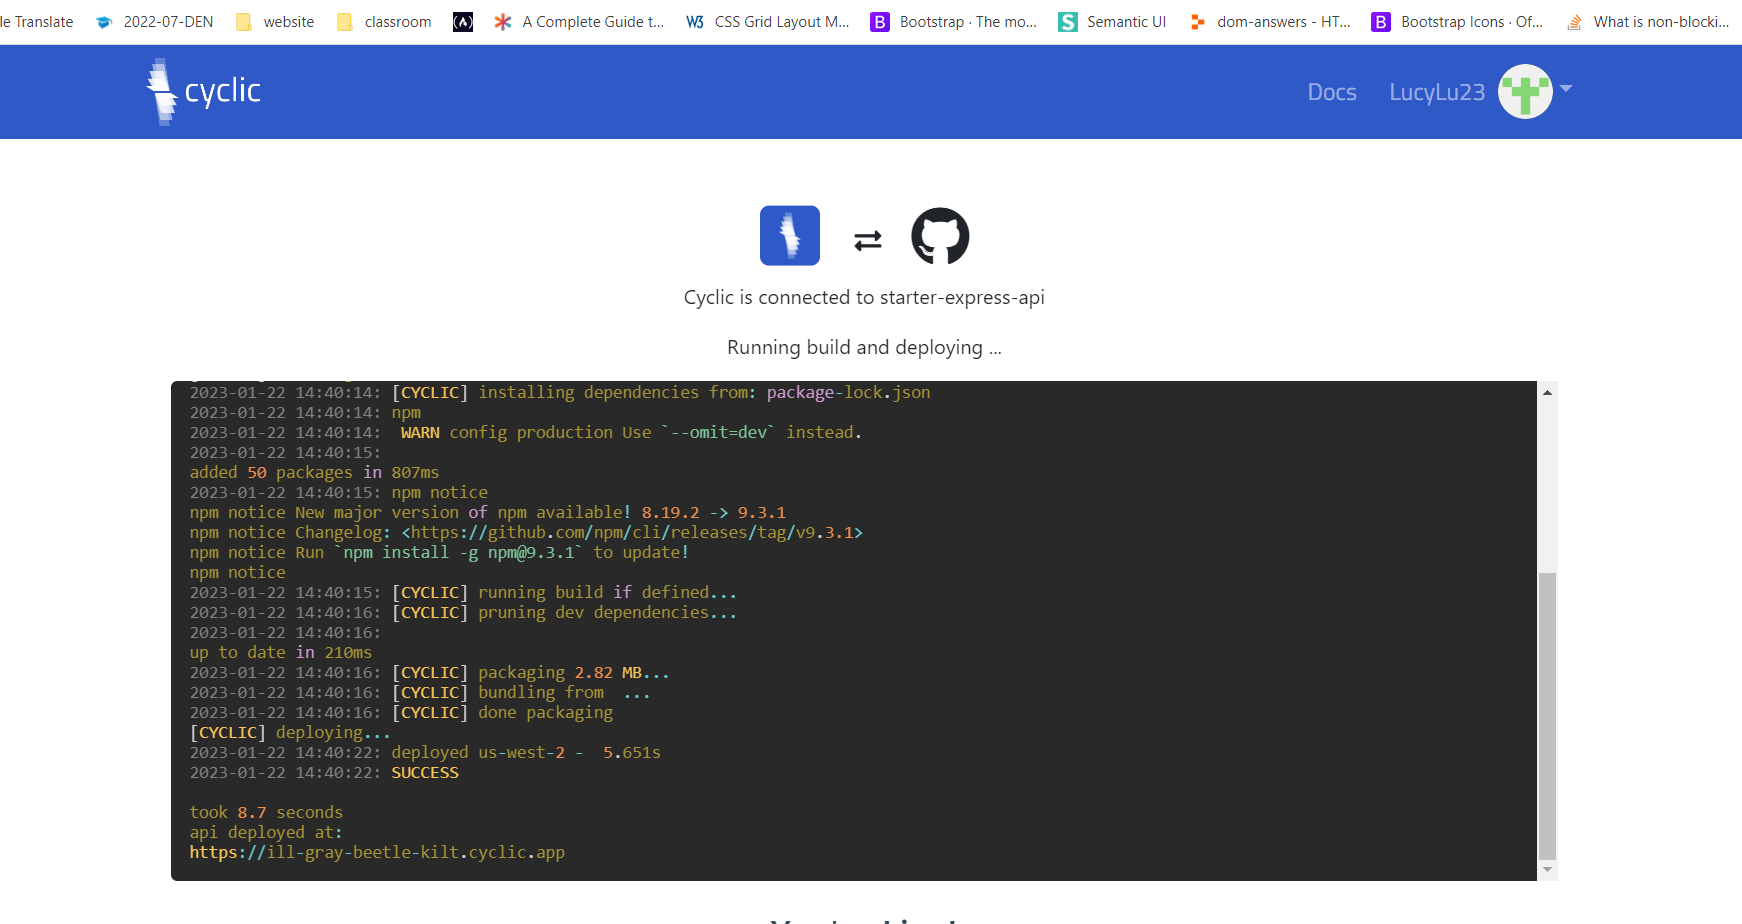 le Translate 2022-07-DEN website classroom (▲) A Complete Guide t... W3 CSS Grid Layout M... B Bootstrap · The mo... S Semantic UI dom-answers - HT... B Bootstrap Icons · Of... What is non-blocki...
cyclic Docs LucyLu23
Cyclic is connected to starter-express-api
Running build and deploying ...
2023-01-22 14:40:14: [CYCLIC] installing dependencies from: package-lock.json
2023-01-22 14:40:14: npm
2023-01-22 14:40:14:  WARN config production Use `--omit=dev` instead.
2023-01-22 14:40:15:
added 50 packages in 807ms
2023-01-22 14:40:15: npm notice
npm notice New major version of npm available! 8.19.2 -> 9.3.1
npm notice Changelog: <https://github.com/npm/cli/releases/tag/v9.3.1>
npm notice Run `npm install -g npm@9.3.1` to update!
npm notice
2023-01-22 14:40:15: [CYCLIC] running build if defined...
2023-01-22 14:40:16: [CYCLIC] pruning dev dependencies...
2023-01-22 14:40:16:
up to date in 210ms
2023-01-22 14:40:16: [CYCLIC] packaging 2.82 MB...
2023-01-22 14:40:16: [CYCLIC] bundling from  ...
2023-01-22 14:40:16: [CYCLIC] done packaging
[CYCLIC] deploying...
2023-01-22 14:40:22: deployed us-west-2 -  5.651s
2023-01-22 14:40:22: SUCCESS
took 8.7 seconds
api deployed at:
https://ill-gray-beetle-kilt.cyclic.app